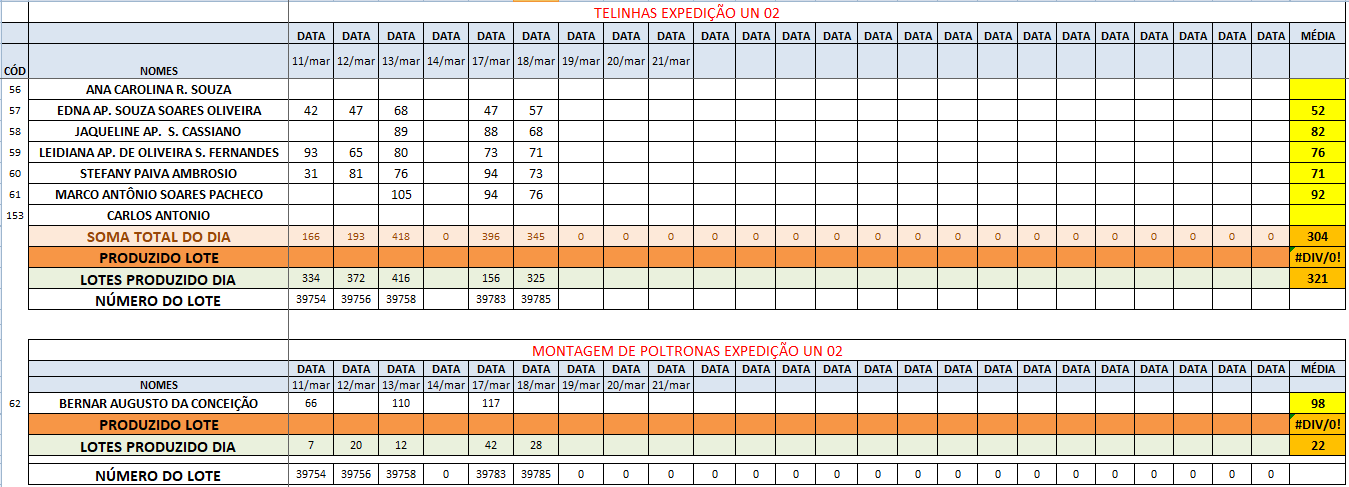 TELINHAS EXPEDIÇÃO UN 02
DATA DATA DATA DATA DATA DATA DATA DATA DATA DATA DATA DATA DATA DATA DATA DATA DATA DATA DATA DATA DATA DATA MÉDIA
CÓD NOMES 11/mar 12/mar 13/mar 14/mar 17/mar 18/mar 19/mar 20/mar 21/mar
56 ANA CAROLINA R. SOUZA
57 EDNA AP. SOUZA SOARES OLIVEIRA 42 47 68 47 57 52
58 JAQUELINE AP. S. CASSIANO 89 88 68 82
59 LEIDIANA AP. DE OLIVEIRA S. FERNANDES 93 65 80 73 71 76
60 STEFANY PAIVA AMBROSIO 31 81 76 94 73 71
61 MARCO ANTÔNIO SOARES PACHECO 105 94 76 92
153 CARLOS ANTONIO
SOMA TOTAL DO DIA 166 193 418 0 396 345 0 0 0 0 0 0 0 0 0 0 0 0 0 0 0 0 304
PRODUZIDO LOTE #DIV/0!
LOTES PRODUZIDO DIA 334 372 416 156 325 321
NÚMERO DO LOTE 39754 39756 39758 39783 39785
MONTAGEM DE POLTRONAS EXPEDIÇÃO UN 02
DATA DATA DATA DATA DATA DATA DATA DATA DATA DATA DATA DATA DATA DATA DATA DATA DATA DATA DATA DATA DATA DATA MÉDIA
NOMES 11/mar 12/mar 13/mar 14/mar 17/mar 18/mar 19/mar 20/mar 21/mar
62 BERNAR AUGUSTO DA CONCEIÇÃO 66 110 117 98
PRODUZIDO LOTE #DIV/0!
LOTES PRODUZIDO DIA 7 20 12 42 28 22
NÚMERO DO LOTE 39754 39756 39758 0 39783 39785 0 0 0 0 0 0 0 0 0 0 0 0 0 0 0 0